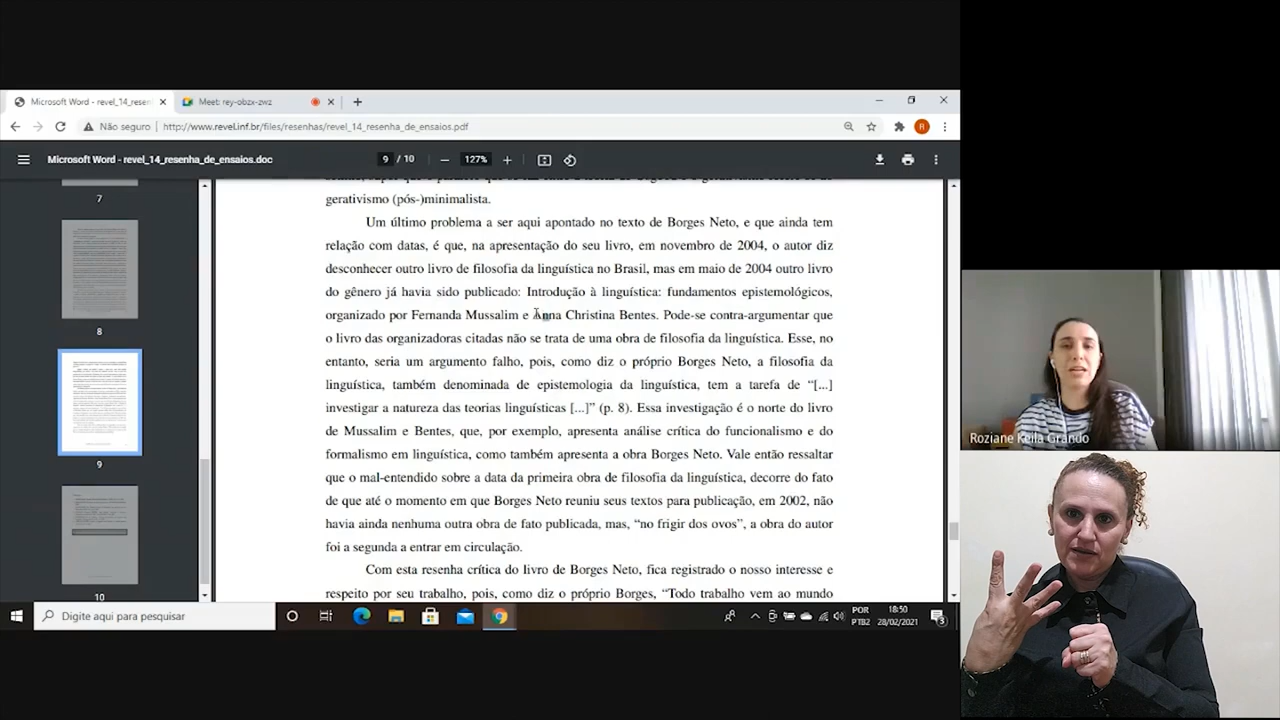 Microsoft Word - revel_14_resen
Meet: rey-obzx-zwz
Não seguro
http://www.revel.inf.br/files/resenhas/revel_14_resenha_de_ensaios.pdf
R
Microsoft Word - revel_14_resenha_de_ensaios.doc
9 / 10
127%
7
8
9
10
gerativismo (pós-)minimalista.
Um último problema a ser aqui apontado no texto de Borges Neto, e que ainda tem
relação com datas, é que, na apresentação do seu livro, em novembro de 2004, o autor diz
desconhecer outro livro de filosofia da linguística no Brasil, mas em maio de 2004 outro livro
do gênero já havia sido publicado: Introdução à linguística: fundamentos epistemológicos,
organizado por Fernanda Mussalim e Anna Christina Bentes. Pode-se contra-argumentar que
o livro das organizadoras citadas não se trata de uma obra de filosofia da linguística. Esse, no
entanto, seria um argumento falho, pois, como diz o próprio Borges Neto, a filosofia da
linguística, também denominada de epistemologia da linguística, tem a tarefa de “[...]
investigar a natureza das teorias linguísticas [...]” (p. 8). Essa investigação é o norte do livro
de Mussalim e Bentes, que, por exemplo, apresenta análise crítica do funcionalismo e do
formalismo em linguística, como também apresenta a obra Borges Neto. Vale então ressaltar
que o mal-entendido sobre a data da primeira obra de filosofia da linguística, decorre do fato
de que até o momento em que Borges Neto reuniu seus textos para publicação, em 2002, não
havia ainda nenhuma outra obra de fato publicada, mas, “no frigir dos ovos”, a obra do autor
foi a segunda a entrar em circulação.
Com esta resenha crítica do livro de Borges Neto, fica registrado o nosso interesse e
respeito por seu trabalho, pois, como diz o próprio Borges, “Todo trabalho vem ao mundo
Digite aqui para pesquisar
POR
PTB2
18:50
28/02/2021
3
Roziane Keila Grando